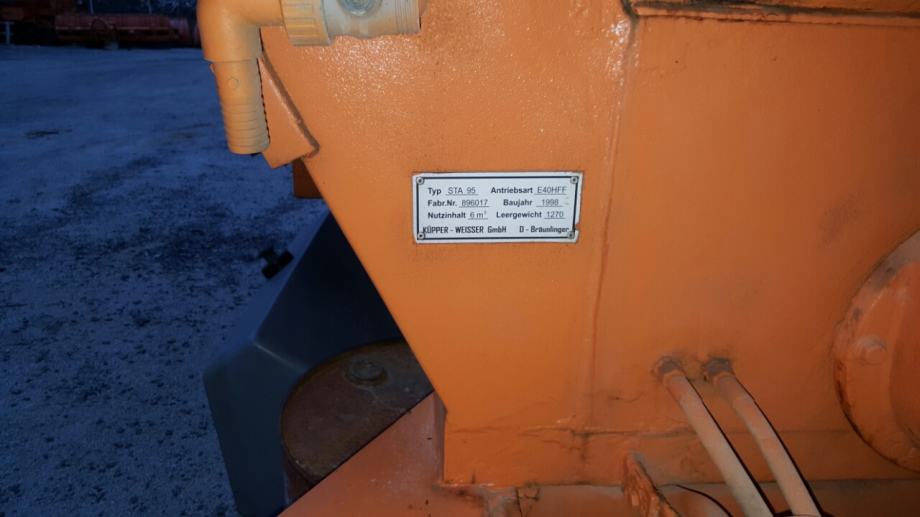 Typ STA 95 Antriebsart E40HFF
Fabr.Nr. 896017 Baujahr 1998
Nutzinhalt 6 m³ Leergewicht 1270
KÜPPER - WEISSER GmbH D - Bräunlingen